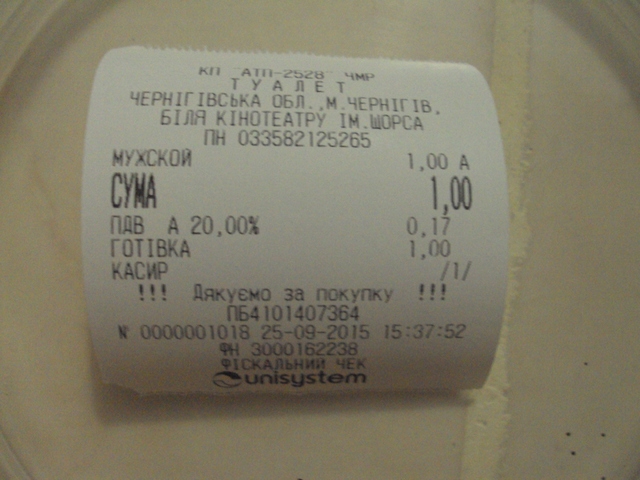 КП "АТП-2528" ЧМР
Т У А Л Е Т
ЧЕРНІГІВСЬКА ОБЛ.,М.ЧЕРНІГІВ,
БІЛЯ КІНОТЕАТРУ ІМ.ЩОРСА
ПН 033582125265
МУЖСКОЙ 1,00 А
СУМА 1,00
ПДВ А 20,00% 0,17
ГОТІВКА 1,00
КАСИР /1/
!!! Дякуємо за покупку !!!
ПБ4101407364
№ 0000001018 25-09-2015 15:37:52
ФН 3000162238
ФІСКАЛЬНИЙ ЧЕК
unisystem